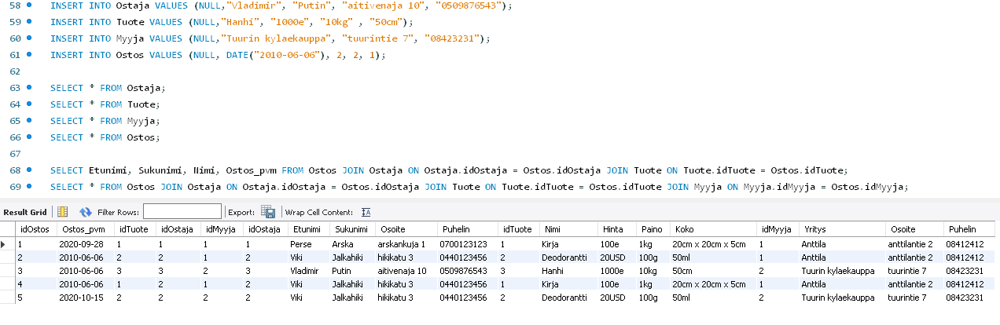 58 INSERT INTO Ostaja VALUES (NULL,"Vladimir", "Putin", "aitivenaja 10", "0509876543");
59 INSERT INTO Tuote VALUES (NULL,"Hanhi", "1000e", "10kg" , "50cm");
60 INSERT INTO Myyja VALUES (NULL,"Tuurin kylaekauppa", "tuurintie 7", "08423231");
61 INSERT INTO Ostos VALUES (NULL, DATE("2010-06-06"), 2, 2, 1);
62
63 SELECT * FROM Ostaja;
64 SELECT * FROM Tuote;
65 SELECT * FROM Myyja;
66 SELECT * FROM Ostos;
67
68 SELECT Etunimi, Sukunimi, Nimi, Ostos_pvm FROM Ostos JOIN Ostaja ON Ostaja.idOstaja = Ostos.idOstaja JOIN Tuote ON Tuote.idTuote = Ostos.idTuote;
69 SELECT * FROM Ostos JOIN Ostaja ON Ostaja.idOstaja = Ostos.idOstaja JOIN Tuote ON Tuote.idTuote = Ostos.idTuote JOIN Myyja ON Myyja.idMyyja = Ostos.idMyyja;
Result Grid Filter Rows: Export: Wrap Cell Content:
idOstos Ostos_pvm idTuote idOstaja idMyyja idOstaja Etunimi Sukunimi Osoite Puhelin idTuote Nimi Hinta Paino Koko idMyyja Yritys Osoite Puhelin
1 2020-09-28 1 1 1 1 Perse Arska arskankuja 1 0700123123 1 Kirja 100e 1kg 20cm x 20cm x 5cm 1 Anttila anttilantie 2 08412412
2 2010-06-06 2 2 1 2 Viki Jalkahiki hikikatu 3 0440123456 2 Deodorantti 20USD 100g 50ml 1 Anttila anttilantie 2 08412412
3 2010-06-06 3 3 2 3 Vladimir Putin aitivenaja 10 0509876543 3 Hanhi 1000e 10kg 50cm 2 Tuurin kylaekauppa tuurintie 7 08423231
4 2010-06-06 1 2 1 2 Viki Jalkahiki hikikatu 3 0440123456 1 Kirja 100e 1kg 20cm x 20cm x 5cm 1 Anttila anttilantie 2 08412412
5 2020-10-15 2 2 2 2 Viki Jalkahiki hikikatu 3 0440123456 2 Deodorantti 20USD 100g 50ml 2 Tuurin kylaekauppa tuurintie 7 08423231